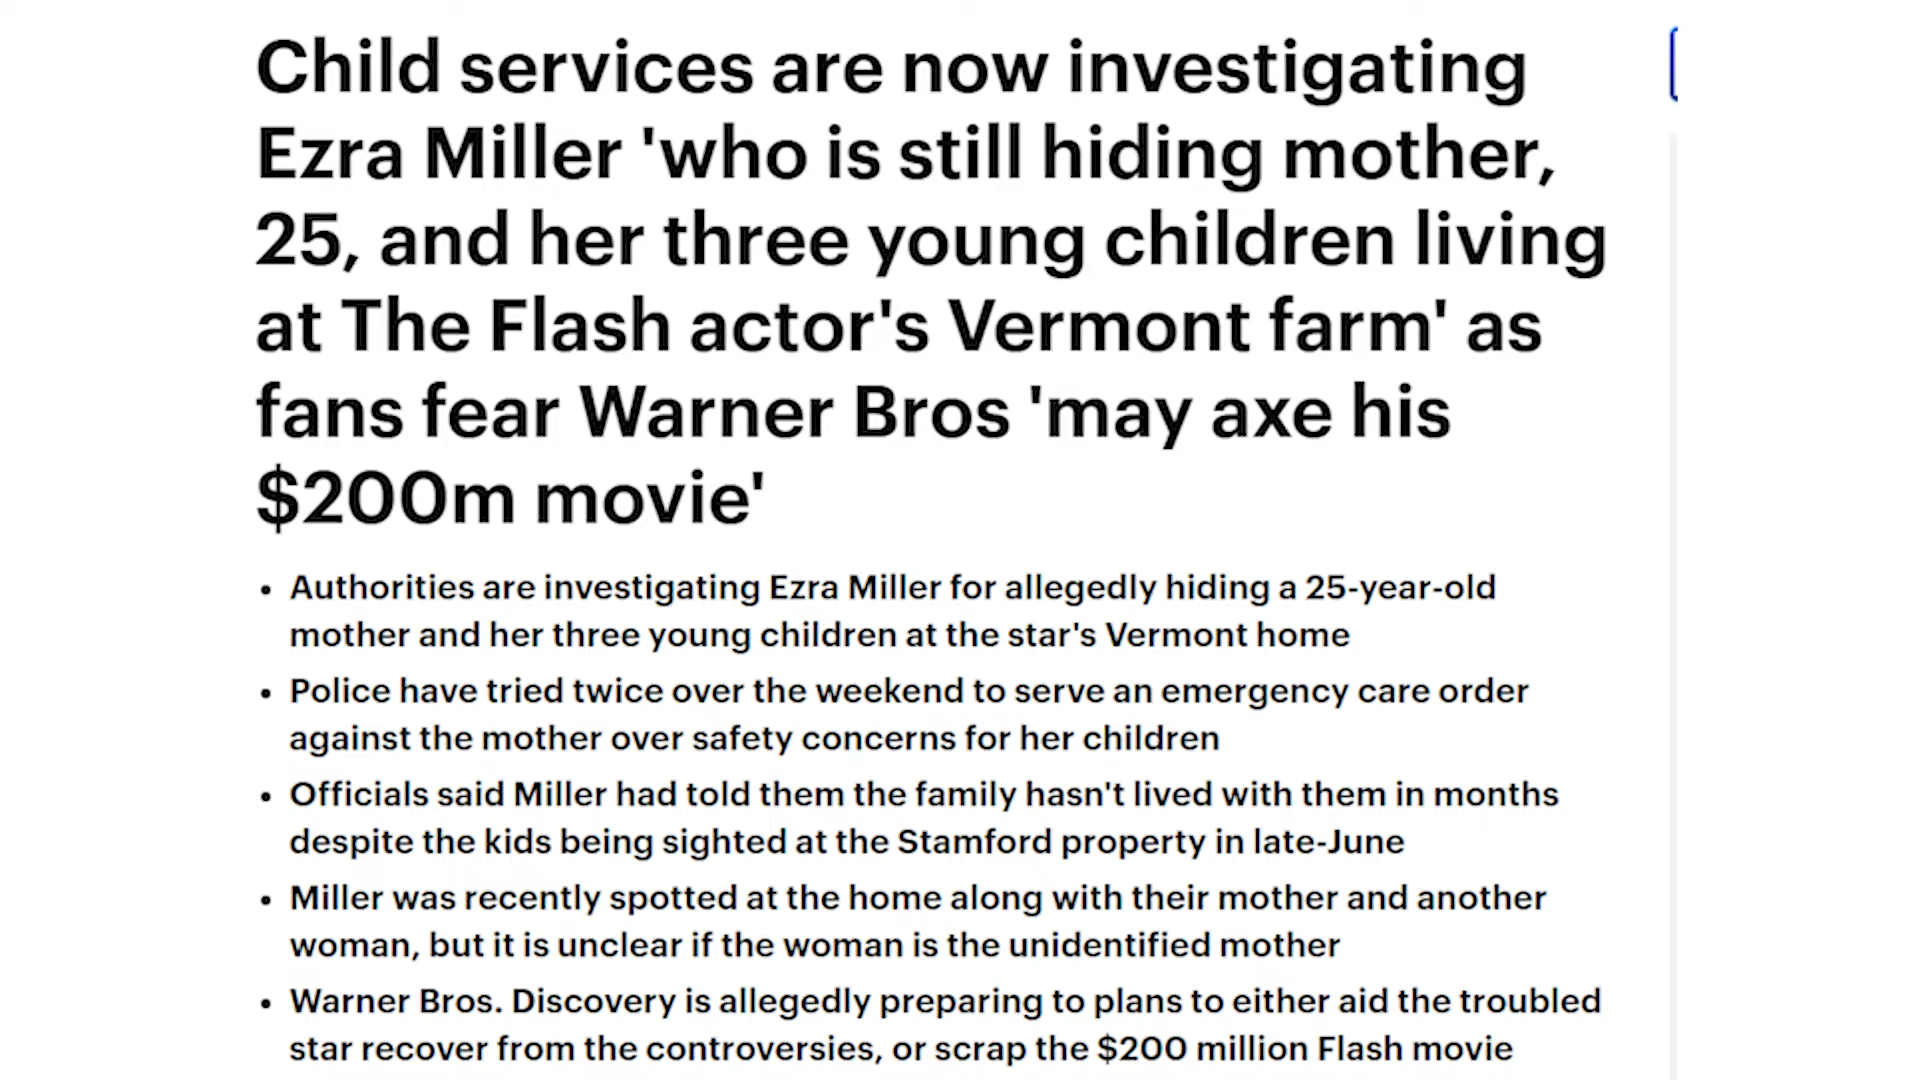 Child services are now investigating
Ezra Miller 'who is still hiding mother,
25, and her three young children living
at The Flash actor's Vermont farm' as
fans fear Warner Bros 'may axe his
$200m movie'
• Authorities are investigating Ezra Miller for allegedly hiding a 25-year-old
mother and her three young children at the star's Vermont home
• Police have tried twice over the weekend to serve an emergency care order
against the mother over safety concerns for her children
• Officials said Miller had told them the family hasn't lived with them in months
despite the kids being sighted at the Stamford property in late-June
• Miller was recently spotted at the home along with their mother and another
woman, but it is unclear if the woman is the unidentified mother
• Warner Bros. Discovery is allegedly preparing to plans to either aid the troubled
star recover from the controversies, or scrap the $200 million Flash movie